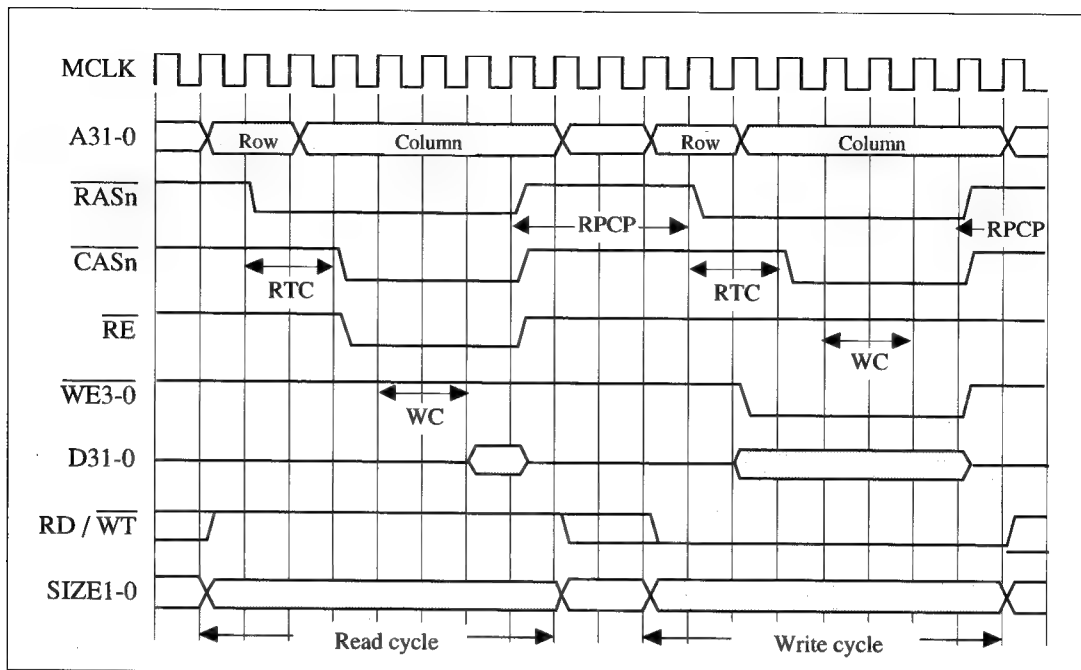 MCLK
A31-0 Row Column Row Column
RASn
RPCP RPCP
CASn
RTC RTC
RE
WC
WE3-0
WC
D31-0
RD / WT
SIZE1-0
Read cycle Write cycle